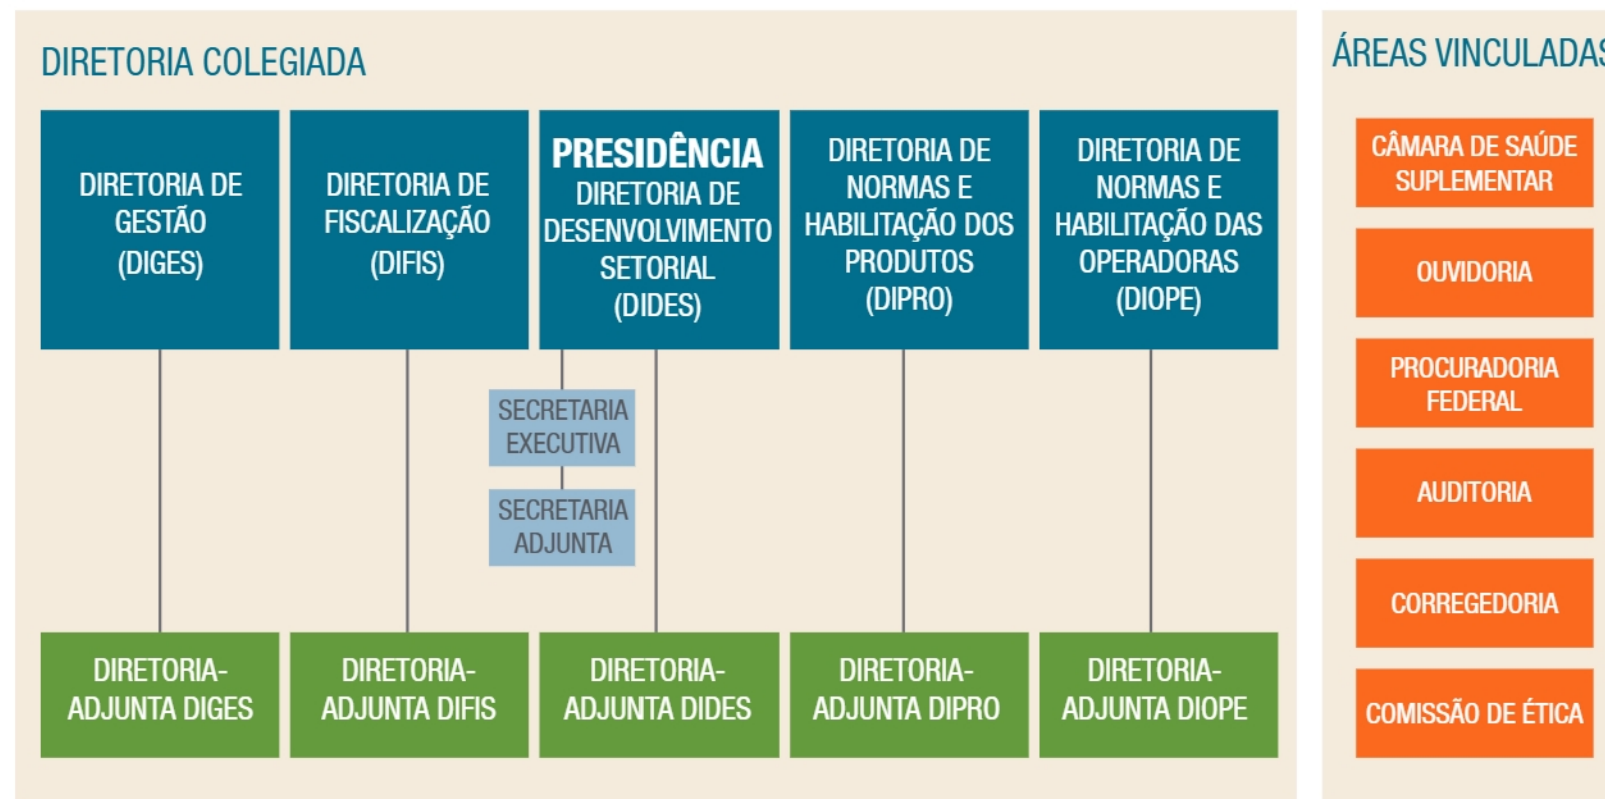 DIRETORIA COLEGIADA
DIRETORIA DE
GESTÃO
(DIGES)
DIRETORIA DE
FISCALIZAÇÃO
(DIFIS)
PRESIDÊNCIA
DIRETORIA DE
DESENVOLVIMENTO
SETORIAL
(DIDES)
DIRETORIA DE
NORMAS E
HABILITAÇÃO DOS
PRODUTOS
(DIPRO)
DIRETORIA DE
NORMAS E
HABILITAÇÃO DAS
OPERADORAS
(DIOPE)
SECRETARIA
EXECUTIVA
SECRETARIA
ADJUNTA
DIRETORIA-
ADJUNTA DIGES
DIRETORIA-
ADJUNTA DIFIS
DIRETORIA-
ADJUNTA DIDES
DIRETORIA-
ADJUNTA DIPRO
DIRETORIA-
ADJUNTA DIOPE
ÁREAS VINCULADAS
CÂMARA DE SAÚDE
SUPLEMENTAR
OUVIDORIA
PROCURADORIA
FEDERAL
AUDITORIA
CORREGEDORIA
COMISSÃO DE ÉTICA